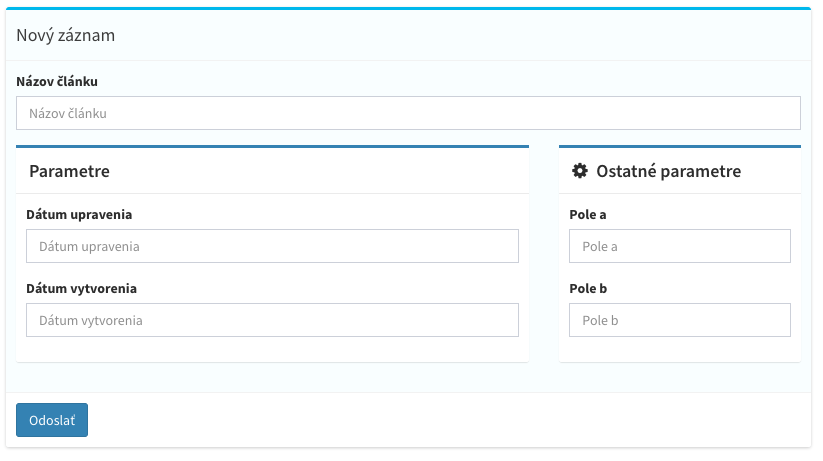 Nový záznam
Názov článku
Názov článku
Parametre
Dátum upravenia
Dátum upravenia
Dátum vytvorenia
Dátum vytvorenia
Ostatné parametre
Pole a
Pole a
Pole b
Pole b
Odoslať